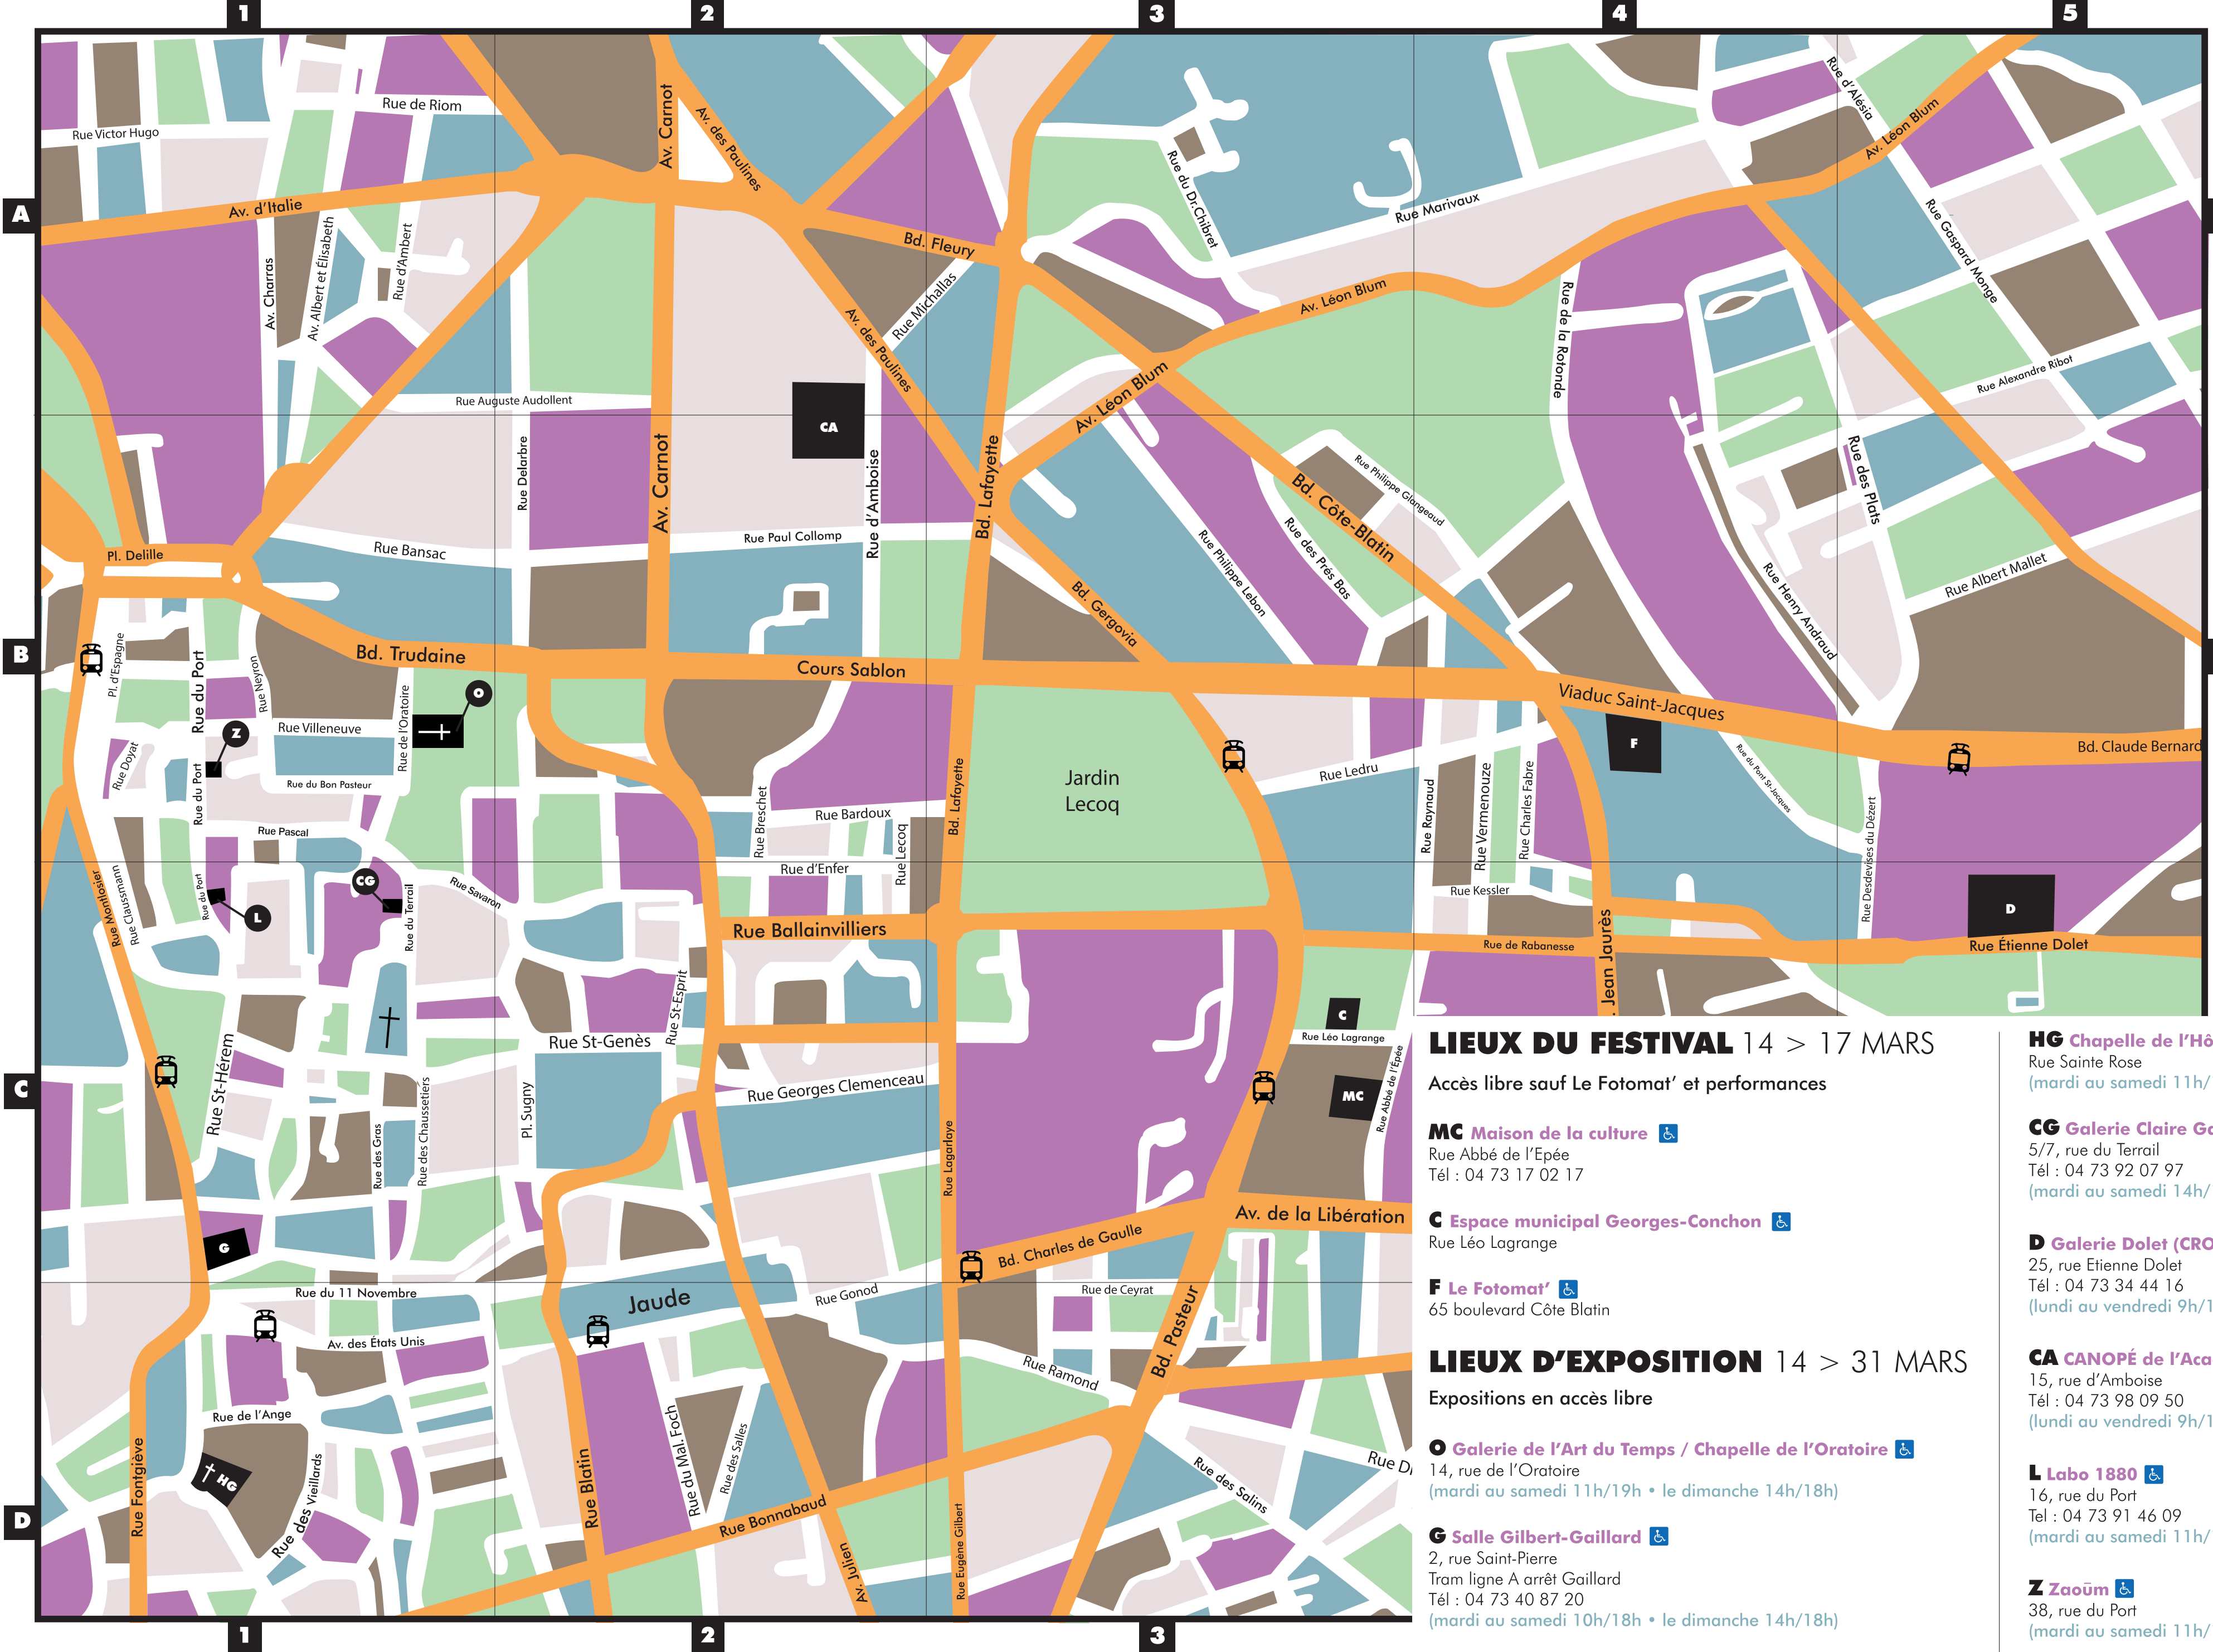 1
2
3
4
5
A
B
C
D
1
2
3
Rue de Riom
Rue Victor Hugo
Av. d'Italie
Av. Charras
Av. Albert et Élisabeth
Rue d'Ambert
Av. Carnot
Av. des Paulines
Bd. Fleury
Rue Michallas
Av. des Paulines
Rue du Dr.Chibret
Rue Marivaux
Av. Léon Blum
Rue d'Alésia
Av. Léon Blum
Rue Gaspard Monge
Rue de la Rotonde
Rue Alexandre Ribot
Rue Auguste Audollent
CA
Av. Léon Blum
Rue Delarbre
Av. Carnot
Rue d'Amboise
Bd. Lafayette
Rue Philippe Glangeaud
Bd. Côte-Blatin
Rue des Prés Bas
Rue Philippe Lebon
Rue des Plats
Rue Henry Andraud
Rue Albert Mallet
Pl. Delille
Rue Bansac
Rue Paul Collomp
Bd. Gergovia
Bd. Trudaine
Cours Sablon
Viaduc Saint-Jacques
Bd. Claude Bernard
Pl. d'Espagne
Rue du Port
Rue Neyron
Rue Villeneuve
Rue de l'Oratoire
O
Z
Rue Doyat
Rue du Port
Rue du Bon Pasteur
Rue Pascal
Rue Breschet
Rue Bardoux
Rue Lecoq
Bd. Lafayette
Jardin
Lecoq
Rue Ledru
Rue Raynaud
Rue Vermenouze
Rue Charles Fabre
F
Rue du Pont St-Jacques
Rue Desdevises du Dézert
Rue d'Enfer
Rue Kessler
D
Rue Montlosier
Rue Claussmann
Rue du Port
L
CG
Rue du Terrail
Rue Savaron
Rue Ballainvilliers
Rue de Rabanesse
Jean Jaurès
Rue Étienne Dolet
Rue St-Esprit
Rue St-Genès
Rue St-Hérem
Rue des Gras
Rue des Chaussetiers
Pl. Sugny
Rue Georges Clemenceau
Rue Lagarlaye
C
Rue Léo Lagrange
MC
Rue Abbé de l'Epée
Av. de la Libération
Bd. Charles de Gaulle
G
Rue du 11 Novembre
Av. des États Unis
Jaude
Rue Gonod
Rue de Ceyrat
Bd. Pasteur
Rue Ramond
Rue de l'Ange
HG
Rue Fontgiève
Rue des Vieillards
Rue Blatin
Rue du Mal. Foch
Rue des Salles
Rue Bonnabaud
Av. Julien
Rue Eugène Gilbert
Rue des Salins
Rue
LIEUX DU FESTIVAL 14 > 17 MARS
Accès libre sauf Le Fotomat' et performances
MC Maison de la culture
Rue Abbé de l'Epée
Tél : 04 73 17 02 17
C Espace municipal Georges-Conchon
Rue Léo Lagrange
F Le Fotomat'
65 boulevard Côte Blatin
LIEUX D'EXPOSITION 14 > 31 MARS
Expositions en accès libre
O Galerie de l'Art du Temps / Chapelle de l'Oratoire
14, rue de l'Oratoire
(mardi au samedi 11h/19h • le dimanche 14h/18h)
G Salle Gilbert-Gaillard
2, rue Saint-Pierre
Tram ligne A arrêt Gaillard
Tél : 04 73 40 87 20
(mardi au samedi 10h/18h • le dimanche 14h/18h)
HG Chapelle de l'Hô
Rue Sainte Rose
(mardi au samedi 11h/
CG Galerie Claire Ga
5/7, rue du Terrail
Tél : 04 73 92 07 97
(mardi au samedi 14h/
D Galerie Dolet (CRO
25, rue Etienne Dolet
Tél : 04 73 34 44 16
(lundi au vendredi 9h/1
CA CANOPÉ de l'Aca
15, rue d'Amboise
Tél : 04 73 98 09 50
(lundi au vendredi 9h/1
L Labo 1880
16, rue du Port
Tel : 04 73 91 46 09
(mardi au samedi 11h/
Z Zaoüm
38, rue du Port
(mardi au samedi 11h/